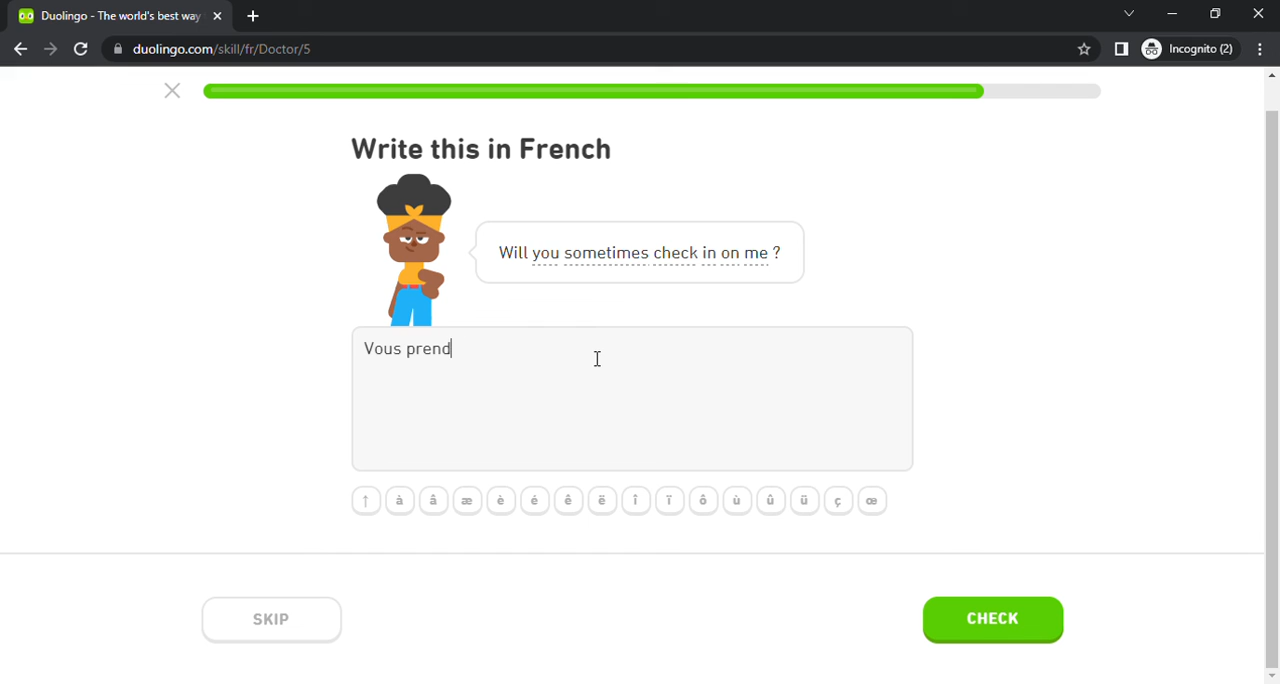 Duolingo - The world's best way
Incognito (2)
duolingo.com/skill/fr/Doctor/5
Write this in French
Will you sometimes check in on me ?
Vous prend
↑ à â æ è é ê ë î ï ô ù û ü ç œ
SKIP
CHECK